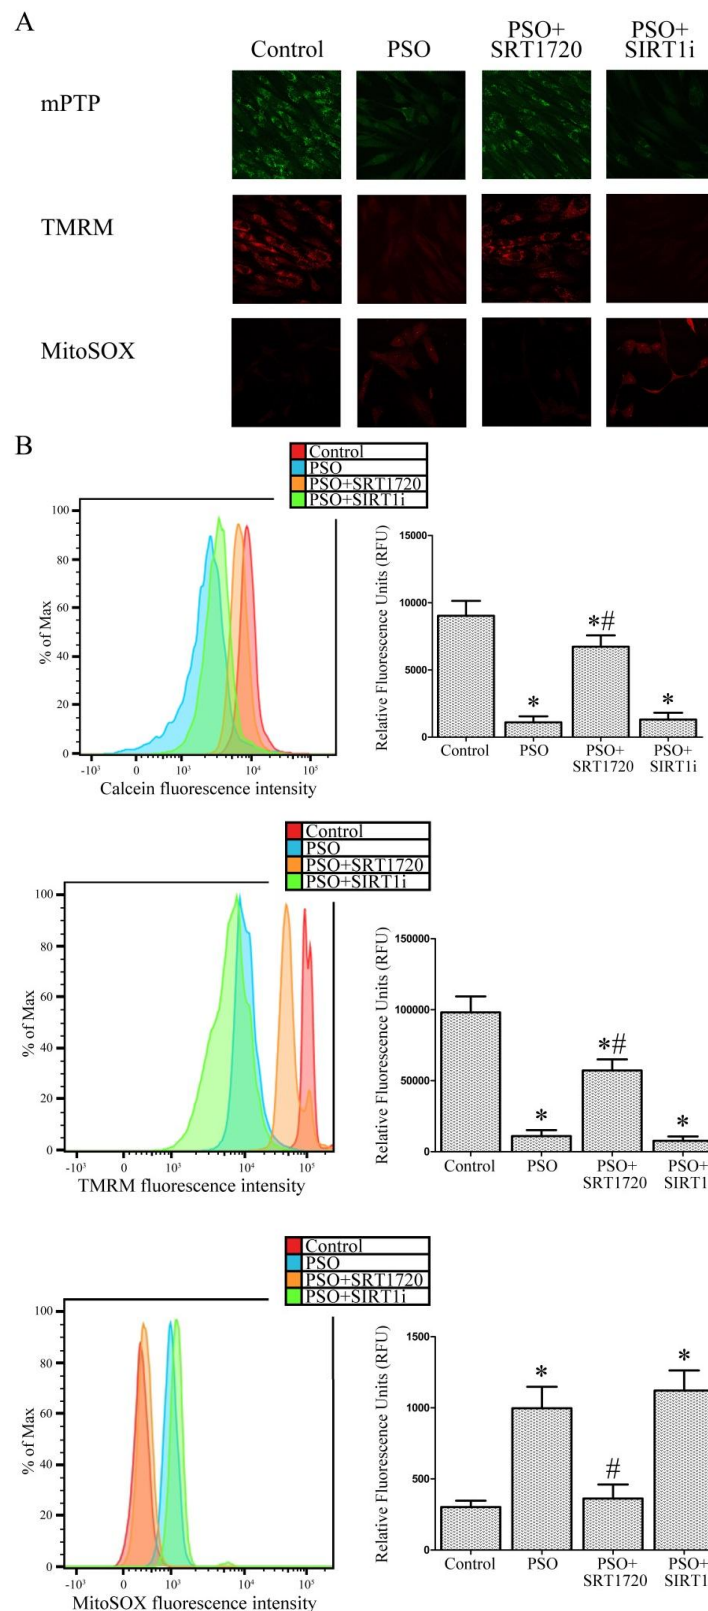 A
Control
PSO
PSO+
SRT1720
PSO+
SIRT1i
mPTP
TMRM
MitoSOX
B
Control
PSO
PSO+SRT1720
PSO+SIRT1i
100
80
60
40
20
0
% of Max
-10³
0
10³
10⁴
10⁵
Calcein fluorescence intensity
Relative Fluorescence Units (RFU)
15000
10000
5000
0
*
*#
*
Control
PSO
PSO+
SRT1720
PSO+
SIRT1i
Control
PSO
PSO+SRT1720
PSO+SIRT1i
100
80
60
40
20
0
% of Max
-10³
0
10³
10⁴
10⁵
TMRM fluorescence intensity
Relative Fluorescence Units (RFU)
150000
100000
50000
0
*
*#
*
Control
PSO
PSO+
SRT1720
PSO+
SIRT1
Control
PSO
PSO+SRT1720
PSO+SIRT1i
100
80
60
40
20
0
% of Max
-10³
0
10³
10⁴
10⁵
MitoSOX fluorescence intensity
Relative Fluorescence Units (RFU)
1500
1000
500
0
*
#
*
Control
PSO
PSO+
SRT1720
PSO+
SIRT1